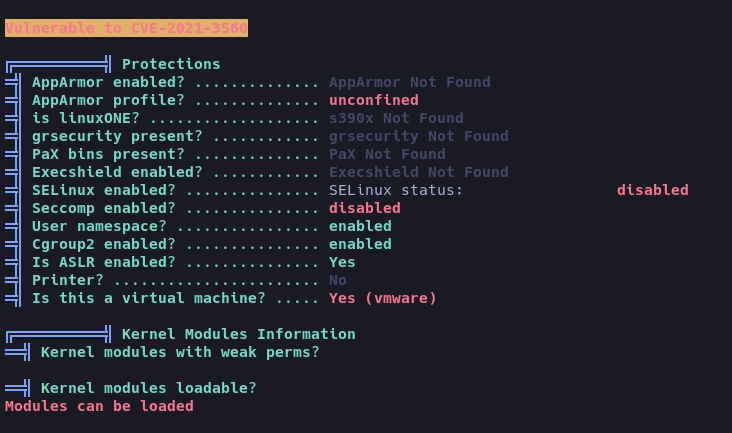 Vulnerable to CVE-2021-3560
╔══════════╣ Protections
═╣ AppArmor enabled? .............. AppArmor Not Found
═╣ AppArmor profile? .............. unconfined
═╣ is linuxONE? ................... s390x Not Found
═╣ grsecurity present? ............ grsecurity Not Found
═╣ PaX bins present? .............. PaX Not Found
═╣ Execshield enabled? ............ Execshield Not Found
═╣ SELinux enabled? ............... SELinux status: disabled
═╣ Seccomp enabled? ............... disabled
═╣ User namespace? ................ enabled
═╣ Cgroup2 enabled? ............... enabled
═╣ Is ASLR enabled? ............... Yes
═╣ Printer? ....................... No
═╣ Is this a virtual machine? ..... Yes (vmware)
╔══════════╣ Kernel Modules Information
══╣ Kernel modules with weak perms?
══╣ Kernel modules loadable?
Modules can be loaded